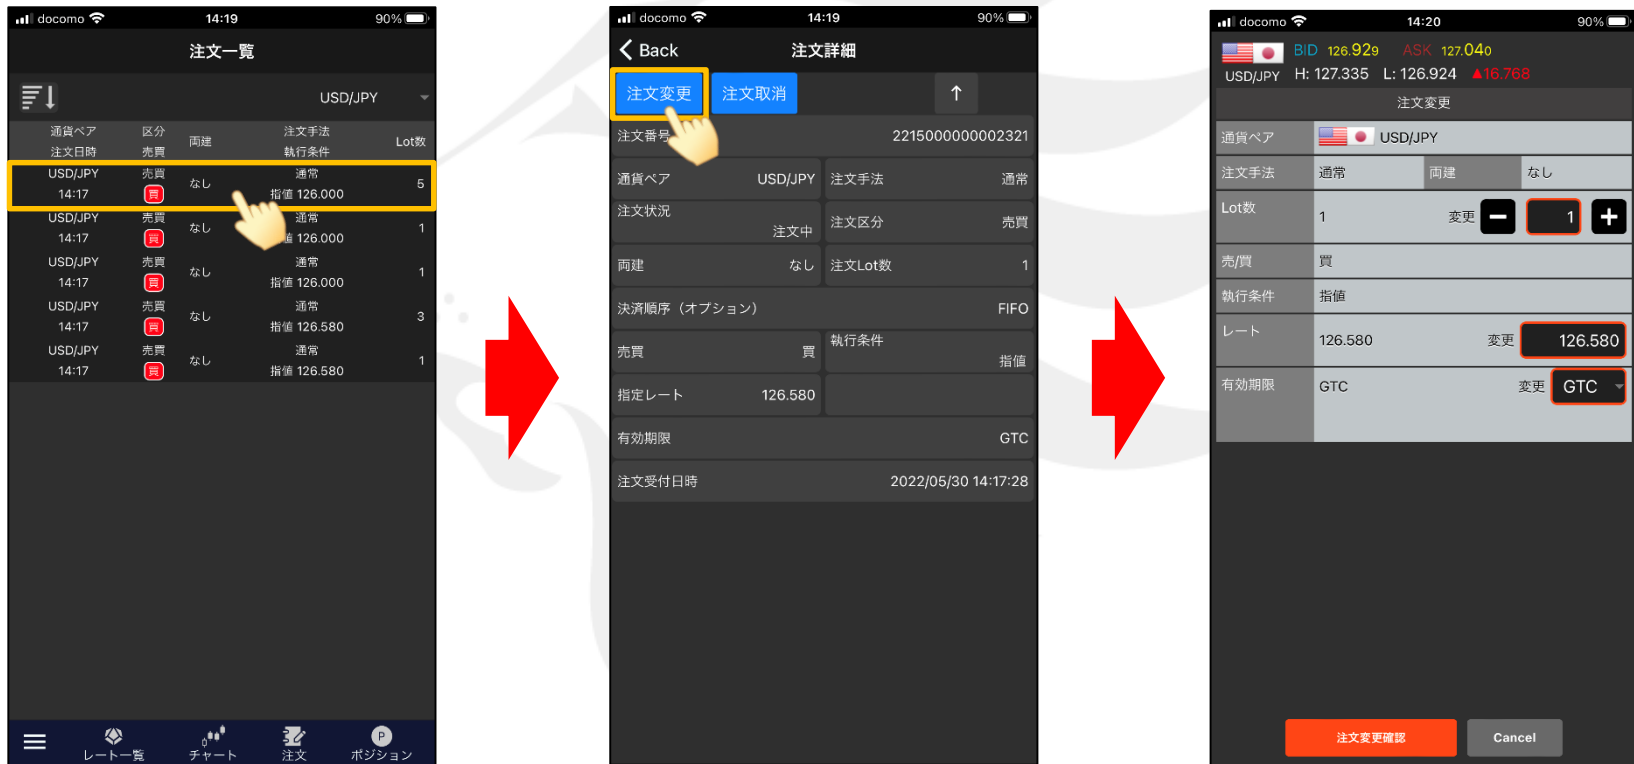 docomo 14:19 90%
注文一覧
USD/JPY
通貨ペア 区分 両建 注文手法 Lot数
注文日時 売買 執行条件
USD/JPY 売買 なし 通常 5
14:17 買 指値 126.000
USD/JPY 売買 なし 通常 1
14:17 買 値 126.000
USD/JPY 売買 なし 通常 1
14:17 買 指値 126.000
USD/JPY 売買 なし 通常 3
14:17 買 指値 126.580
USD/JPY 売買 なし 通常 1
14:17 買 指値 126.580
レート一覧 チャート 注文 P ポジション
docomo 14:19 90%
Back 注文詳細
注文変更 注文取消 ↑
注文番号 2215000000002321
通貨ペア USD/JPY 注文手法 通常
注文状況 注文中 注文区分 売買
両建 なし 注文Lot数 1
決済順序（オプション） FIFO
売買 買 執行条件 指値
指定レート 126.580
有効期限 GTC
注文受付日時 2022/05/30 14:17:28
docomo 14:20 90%
BID 126.929 ASK 127.040
USD/JPY H: 127.335 L: 126.924 ▲16.768
注文変更
通貨ペア USD/JPY
注文手法 通常 両建 なし
Lot数 1 変更 − 1 +
売/買 買
執行条件 指値
レート 126.580 変更 126.580
有効期限 GTC 変更 GTC
注文変更確認 Cancel